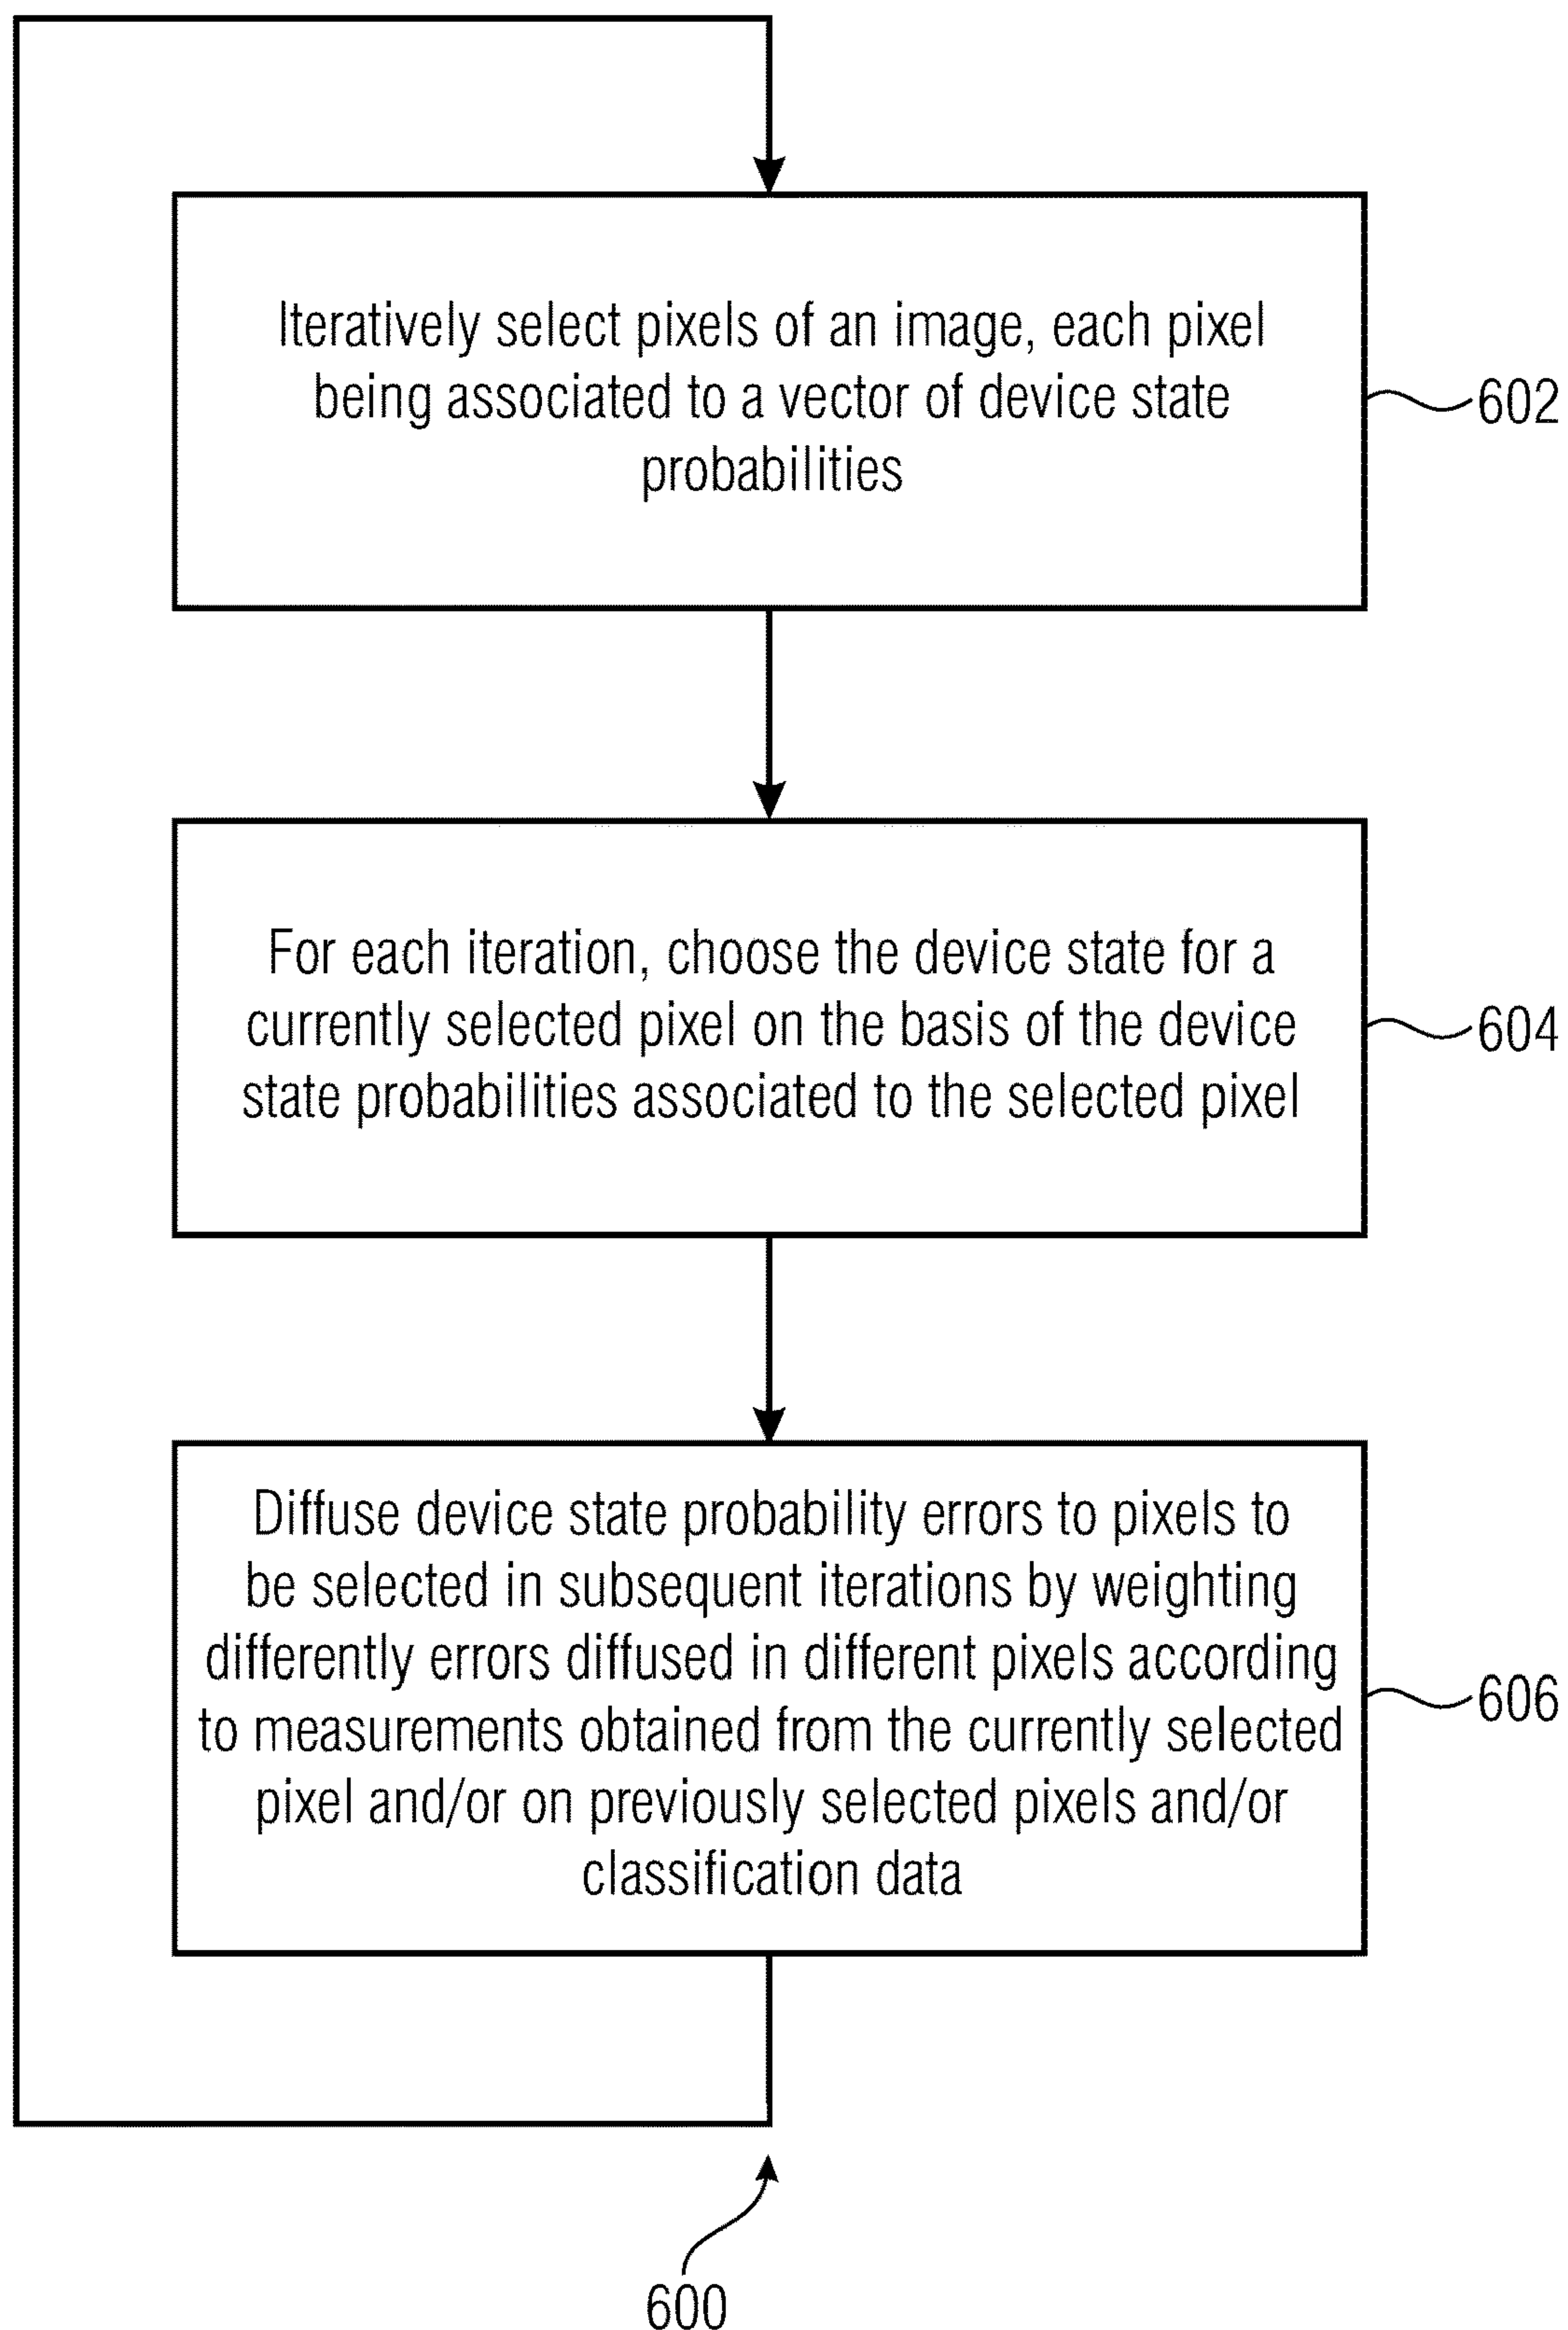 Iteratively select pixels of an image, each pixel
being associated to a vector of device state
probabilities
602
For each iteration, choose the device state for a
currently selected pixel on the basis of the device
state probabilities associated to the selected pixel
604
Diffuse device state probability errors to pixels to
be selected in subsequent iterations by weighting
differently errors diffused in different pixels according
to measurements obtained from the currently selected
pixel and/or on previously selected pixels and/or
classification data
606
600